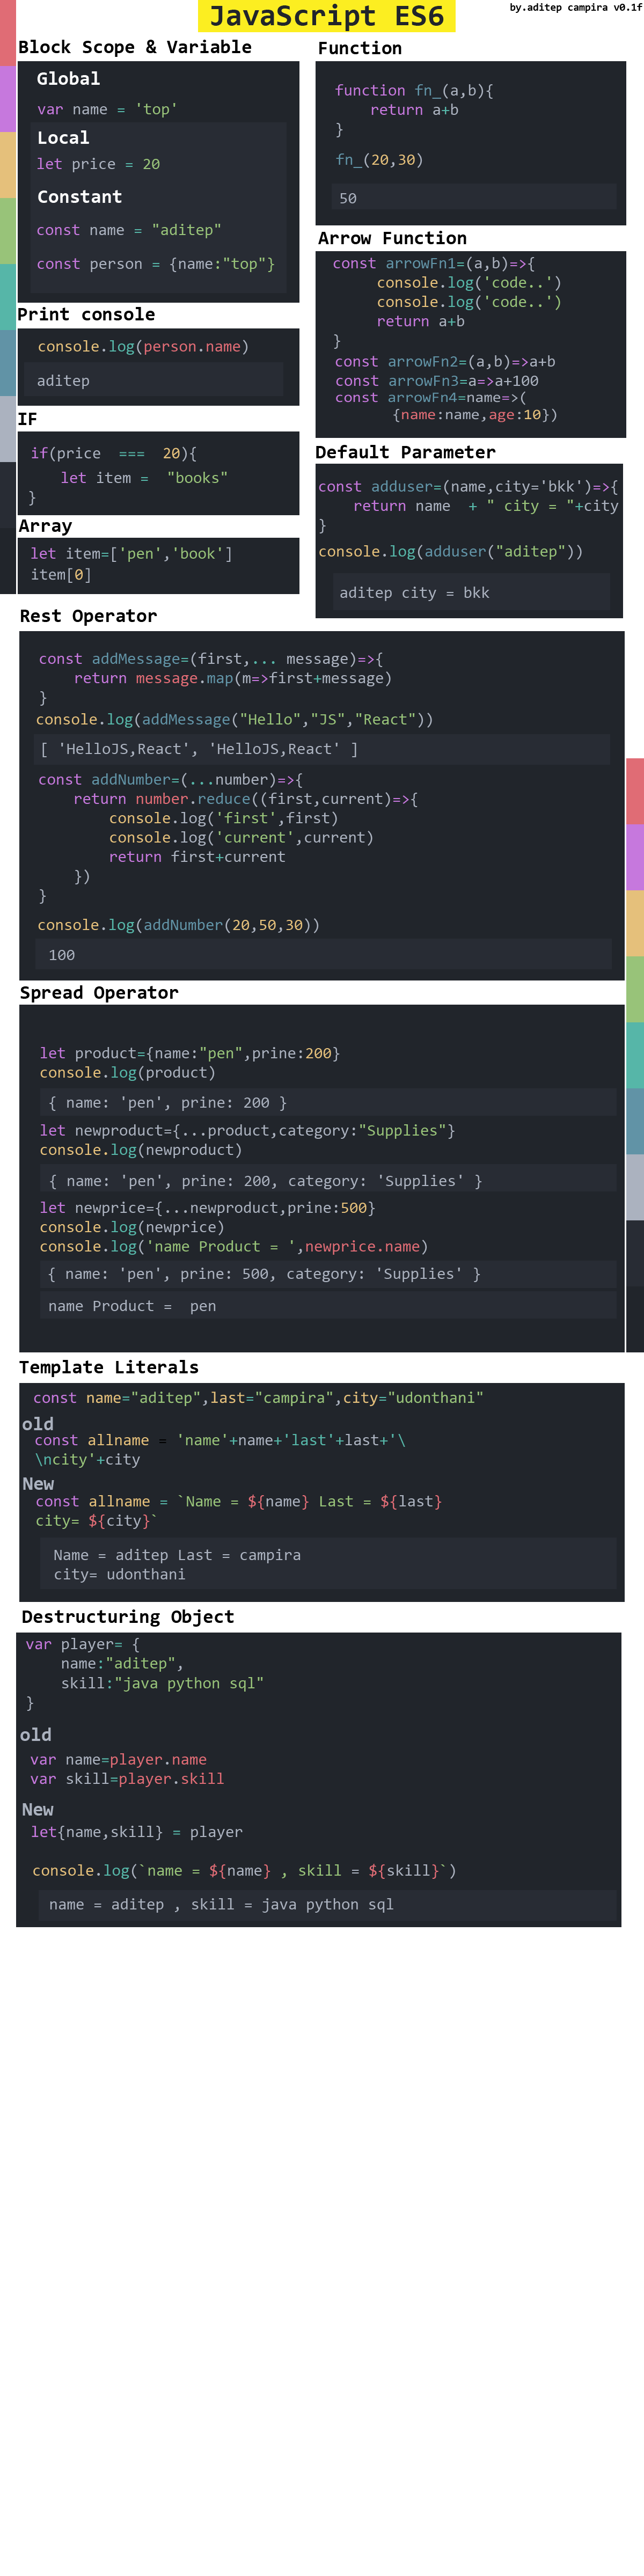 JavaScript ES6
by.aditep campira v0.1f
Block Scope & Variable
Global
var name = 'top'
Local
let price = 20
Constant
const name = "aditep"
const person = {name:"top"}
Print console
console.log(person.name)
aditep
IF
if(price  ===  20){
let item =  "books"
}
Array
let item=['pen','book']
item[0]
Function
function fn_(a,b){
return a+b
}
fn_(20,30)
50
Arrow Function
const arrowFn1=(a,b)=>{
console.log('code..')
console.log('code..')
return a+b
}
const arrowFn2=(a,b)=>a+b
const arrowFn3=a=>a+100
const arrowFn4=name=>(
{name:name,age:10})
Default Parameter
const adduser=(name,city='bkk')=>{
return name  + " city = "+city
}
console.log(adduser("aditep"))
aditep city = bkk
Rest Operator
const addMessage=(first,... message)=>{
return message.map(m=>first+message)
}
console.log(addMessage("Hello","JS","React"))
[ 'HelloJS,React', 'HelloJS,React' ]
const addNumber=(...number)=>{
return number.reduce((first,current)=>{
console.log('first',first)
console.log('current',current)
return first+current
})
}
console.log(addNumber(20,50,30))
100
Spread Operator
let product={name:"pen",prine:200}
console.log(product)
{ name: 'pen', prine: 200 }
let newproduct={...product,category:"Supplies"}
console.log(newproduct)
{ name: 'pen', prine: 200, category: 'Supplies' }
let newprice={...newproduct,prine:500}
console.log(newprice)
console.log('name Product = ',newprice.name)
{ name: 'pen', prine: 500, category: 'Supplies' }
name Product =  pen
Template Literals
const name="aditep",last="campira",city="udonthani"
old
const allname = 'name'+name+'last'+last+'\
\ncity'+city
New
const allname = `Name = ${name} Last = ${last}
city= ${city}`
Name = aditep Last = campira
city= udonthani
Destructuring Object
var player= {
name:"aditep",
skill:"java python sql"
}
old
var name=player.name
var skill=player.skill
New
let{name,skill} = player
console.log(`name = ${name} , skill = ${skill}`)
name = aditep , skill = java python sql